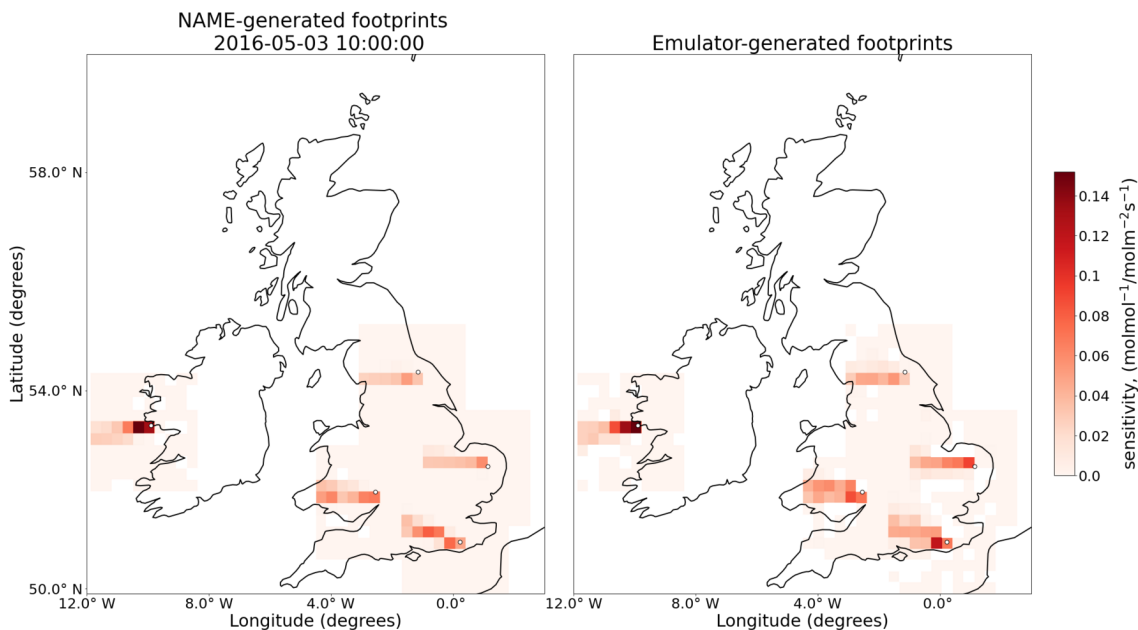 NAME-generated footprints
2016-05-03 10:00:00
Emulator-generated footprints
58.0° N
54.0° N
50.0° N
Latitude (degrees)
12.0° W
8.0° W
4.0° W
0.0°
Longitude (degrees)
12.0° W
8.0° W
4.0° W
0.0°
Longitude (degrees)
0.14
0.12
0.10
0.08
0.06
0.04
0.02
0.0
sensitivity, (molmol⁻¹/molm⁻²s⁻¹)